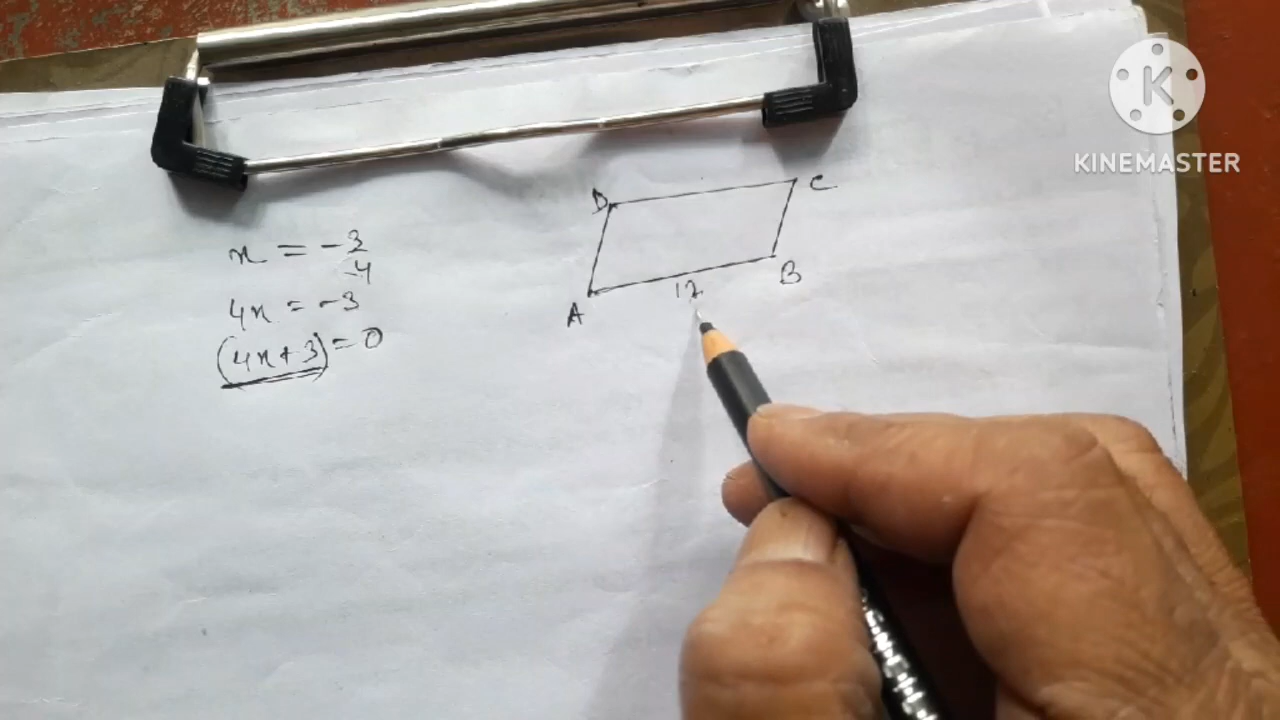 x = -3
-4
4x = -3
(4x+3) = 0
D
C
A
B
12
K
KINEMASTER